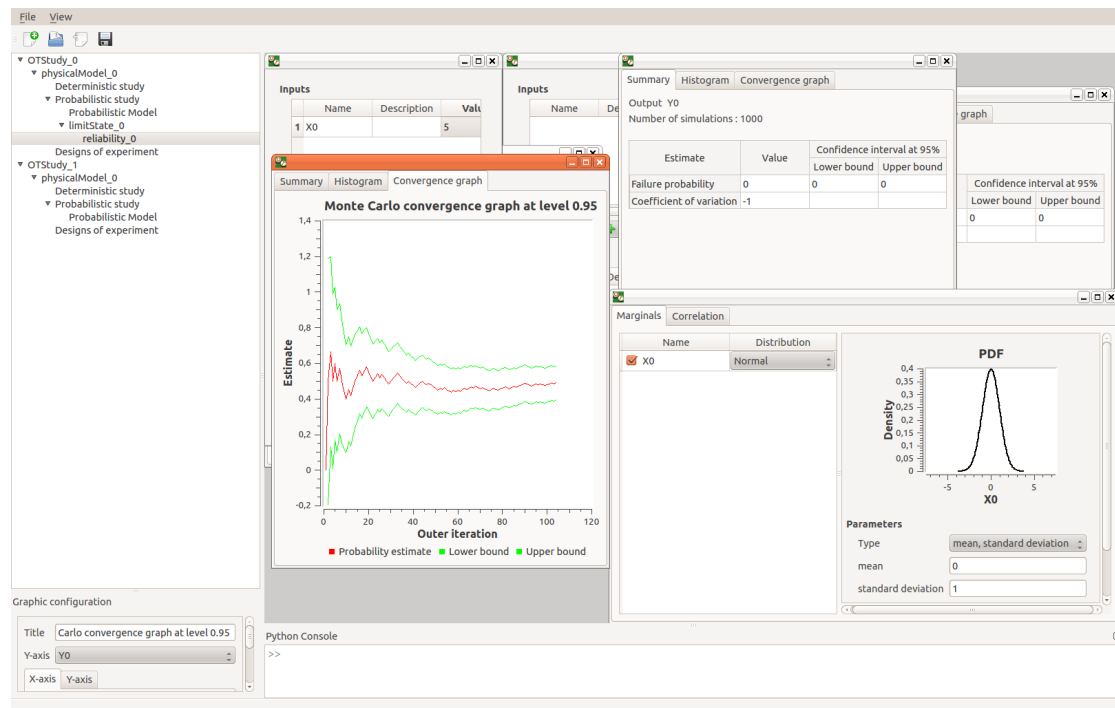 File View
OTStudy_0
physicalModel_0
Deterministic study
Probabilistic study
Probabilistic Model
limitState_0
reliability_0
Designs of experiment
OTStudy_1
physicalModel_0
Deterministic study
Probabilistic study
Probabilistic Model
Designs of experiment
Inputs
Name Description
1 X0 5
Inputs
Name
Summary Histogram Convergence graph
Output Y0
Number of simulations : 1000
Estimate Value Confidence interval at 95%
Lower bound Upper bound
Failure probability 0 0 0
Coefficient of variation -1
graph
Confidence interval at 95%
Lower bound Upper bound
0 0
Summary Histogram Convergence graph
Monte Carlo convergence graph at level 0.95
1,4
1,2
1
0,8
0,6
0,4
0,2
0
-0,2
Estimate
0 20 40 60 80 100 120
Outer iteration
Probability estimate Lower bound Upper bound
Marginals Correlation
Name Distribution
X0 Normal
PDF
0,4
0,35
0,3
0,25
0,2
0,15
0,1
0,05
0
Density
-5 0 5
X0
Parameters
Type mean, standard deviation
mean 0
standard deviation 1
Graphic configuration
Title Carlo convergence graph at level 0.95
Y-axis Y0
X-axis Y-axis
Python Console
>>